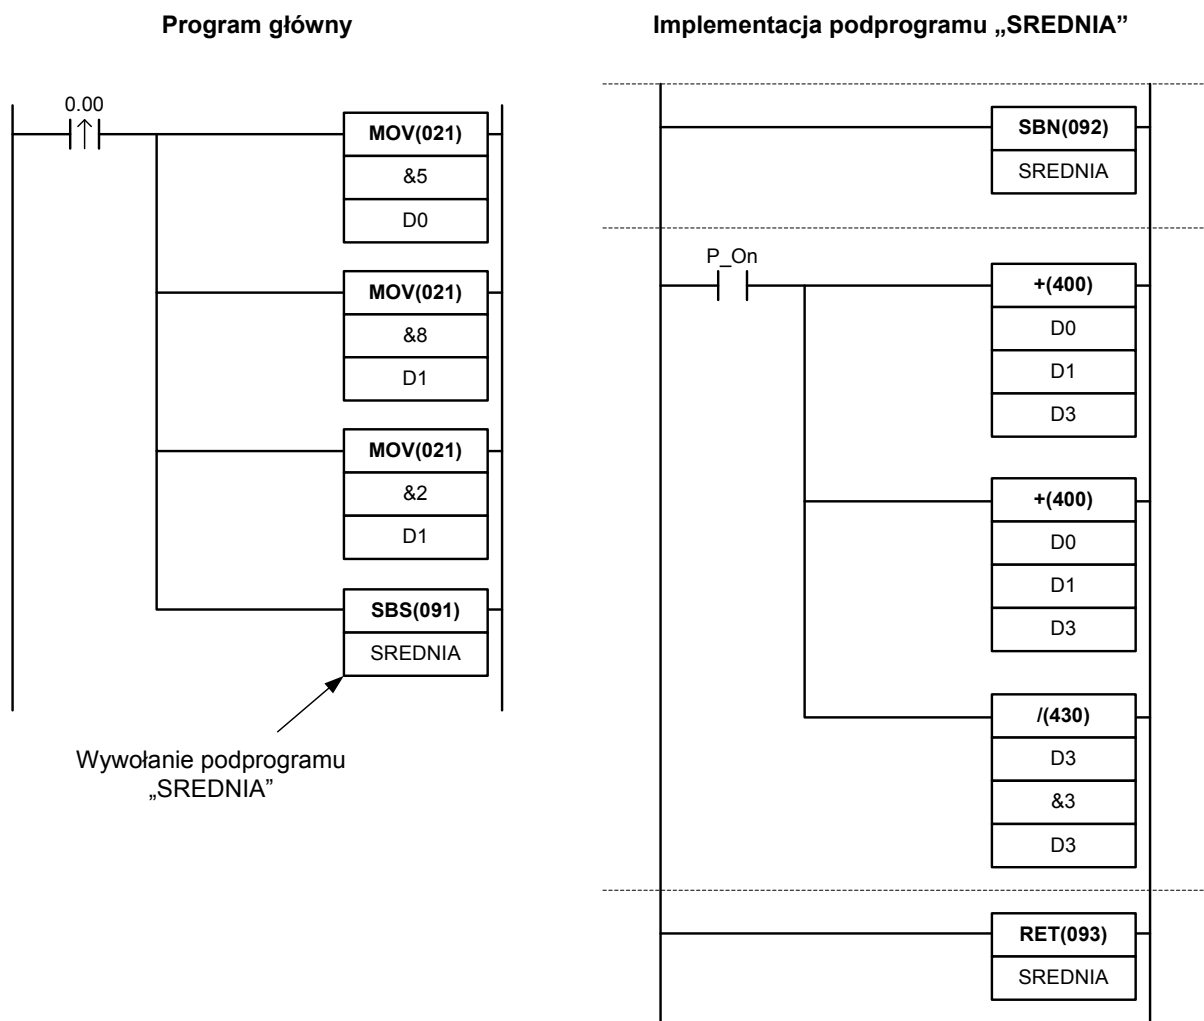 Program główny
0.00
MOV(021)
&5
D0
MOV(021)
&8
D1
MOV(021)
&2
D1
SBS(091)
SREDNIA
Wywołanie podprogramu
„SREDNIA”
Implementacja podprogramu „SREDNIA”
SBN(092)
SREDNIA
P_On
+(400)
D0
D1
D3
+(400)
D0
D1
D3
/(430)
D3
&3
D3
RET(093)
SREDNIA